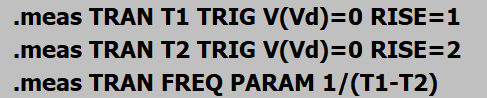 .meas TRAN T1 TRIG V(Vd)=0 RISE=1
.meas TRAN T2 TRIG V(Vd)=0 RISE=2
.meas TRAN FREQ PARAM 1/(T1-T2)